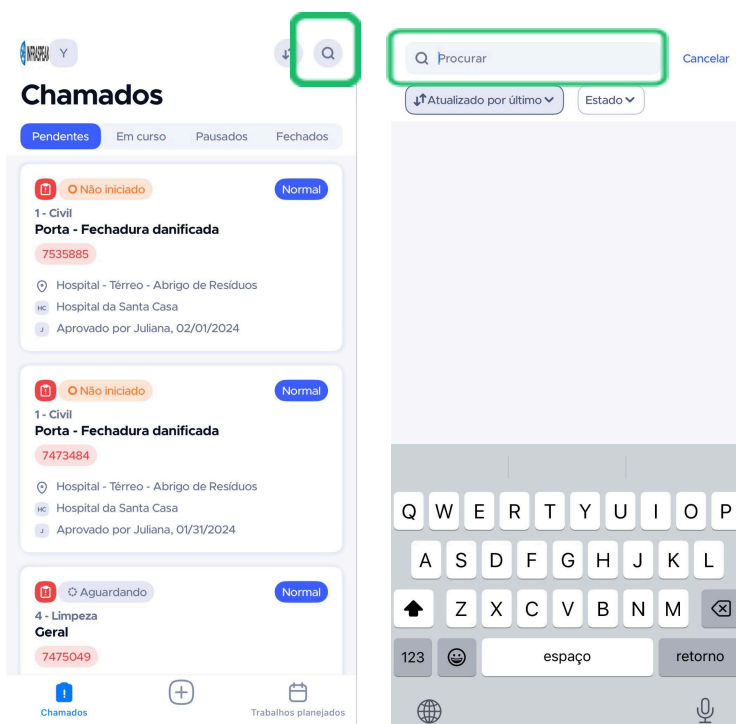 INFRASPEAK
Y
Chamados
Pendentes Em curso Pausados Fechados
Não iniciado Normal
1 - Civil
Porta - Fechadura danificada
7535885
Hospital - Térreo - Abrigo de Resíduos
HC Hospital da Santa Casa
J Aprovado por Juliana, 02/01/2024
Não iniciado Normal
1 - Civil
Porta - Fechadura danificada
7473484
Hospital - Térreo - Abrigo de Resíduos
HC Hospital da Santa Casa
J Aprovado por Juliana, 01/31/2024
Aguardando Normal
4 - Limpeza
Geral
7475049
Chamados
Trabalhos planejados
Procurar Cancelar
Atualizado por último Estado
Q W E R T Y U I O P
A S D F G H J K L
Z X C V B N M
123 espaço retorno